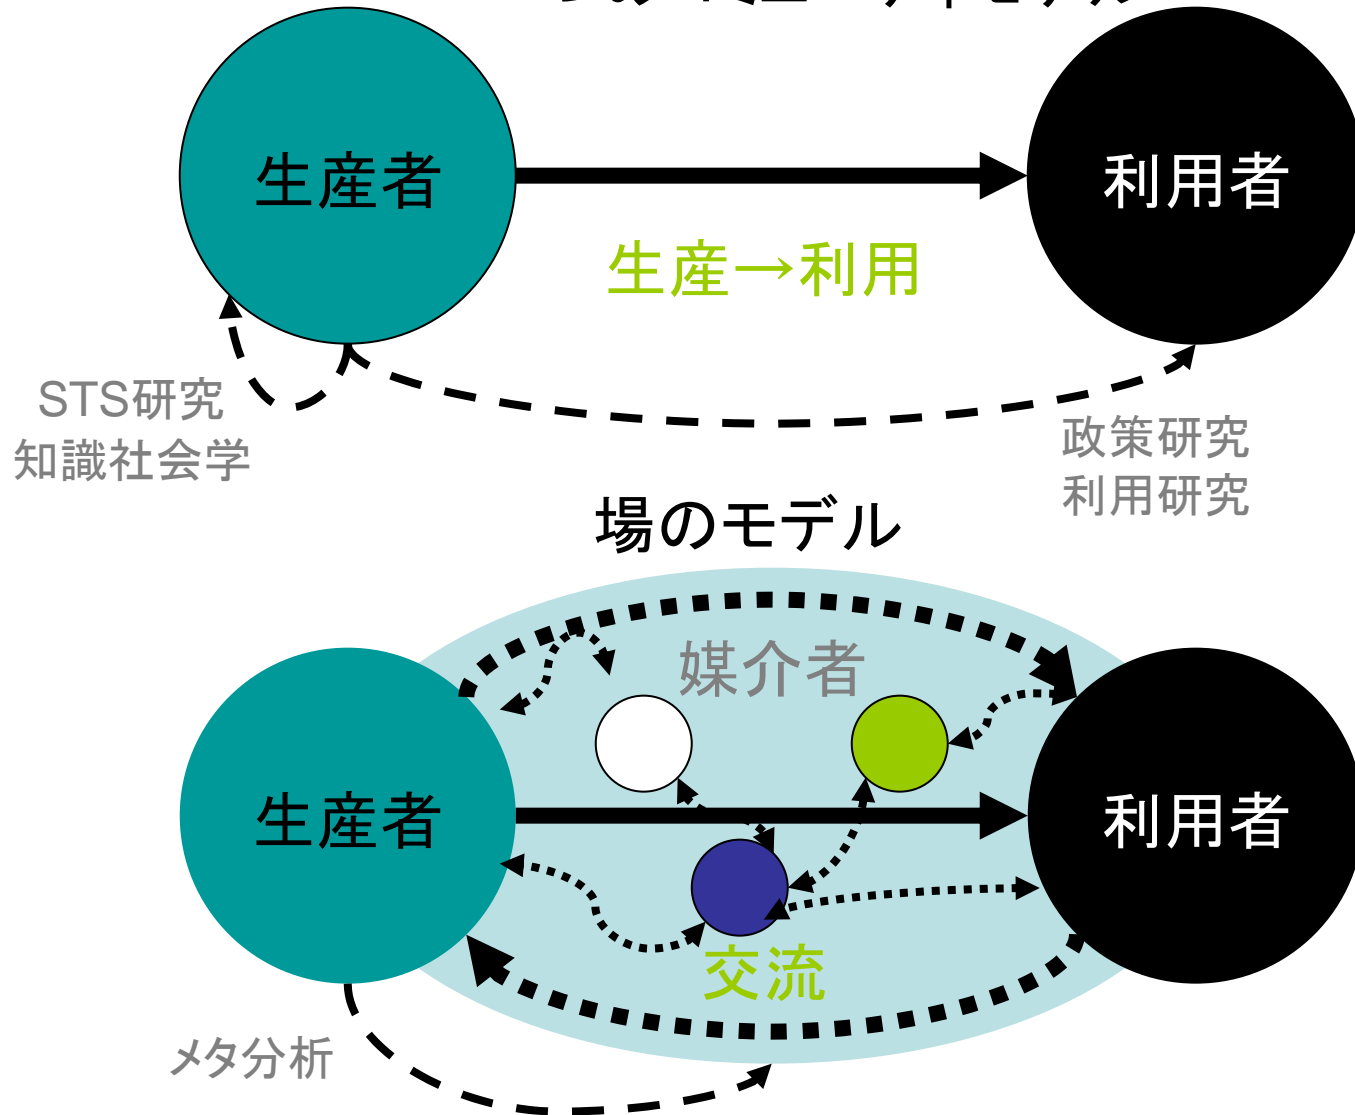 生産者
利用者
生産→利用
STS研究
知識社会学
政策研究
利用研究
場のモデル
媒介者
生産者
利用者
交流
メタ分析